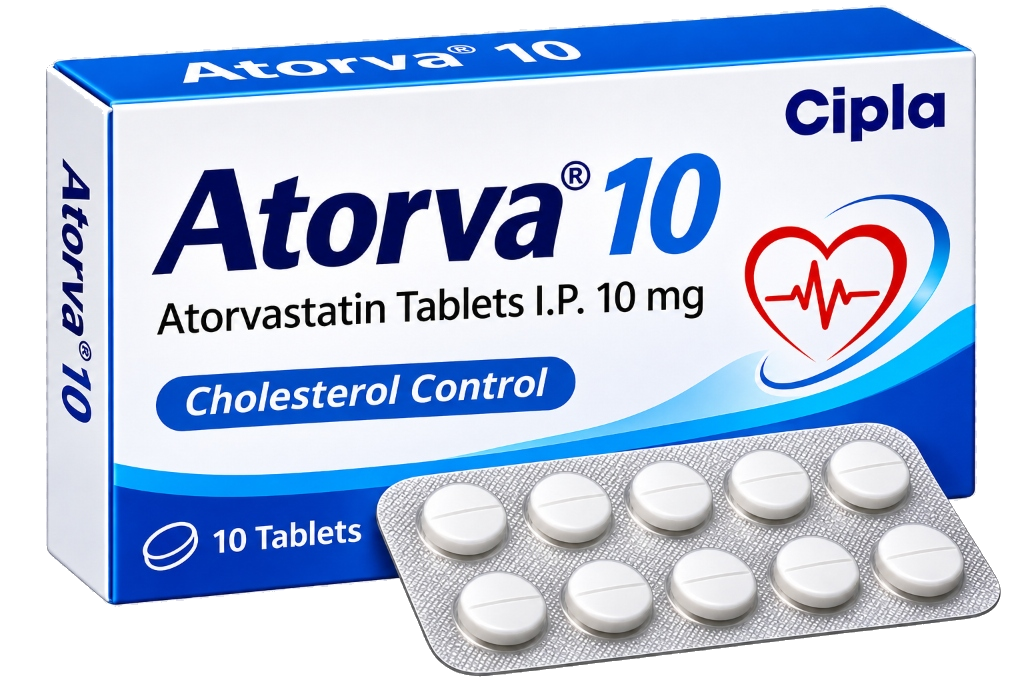 Atorva® 10
Cipla
Atorva® 10
Atorvastatin Tablets I.P. 10 mg
Cholesterol Control
10 Tablets
Atorva® 10